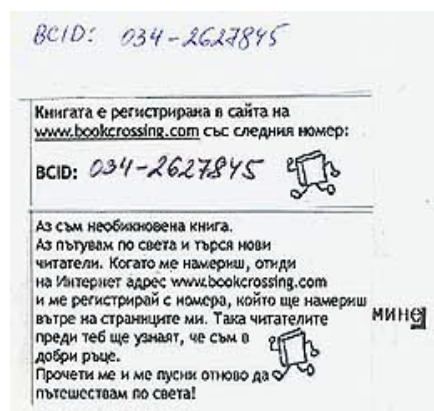 BCID: 034-2627845
Книгата е регистрирана в сайта на
www.bookcrossing.com със следния номер:
BCID: 034-2627845
Аз съм необикновена книга.
Аз пътувам по света и търся нови
читатели. Когато ме намериш, отиди
на Интернет адрес www.bookcrossing.com
и ме регистрирай с номера, който ще намериш
вътре на страниците ми. Така читателите
преди теб ще узнаят, че съм в
добри ръце.
Прочети ме и ме пусни отново да
пътешествам по света!